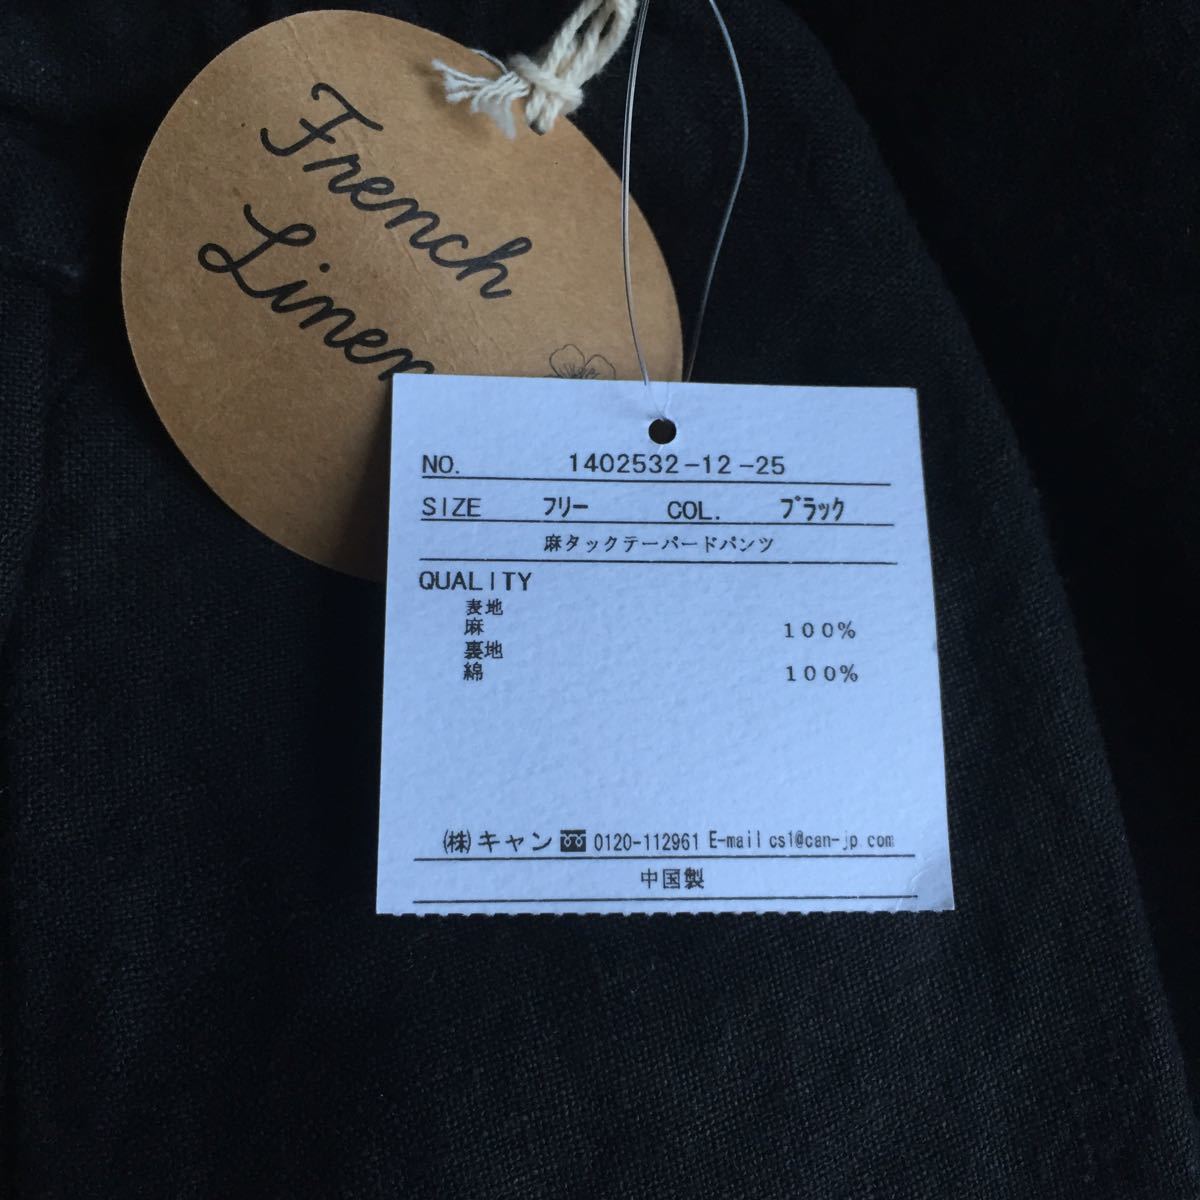 French
Linen
NO. 1402532-12-25
SIZE フリー COL. ブラック
麻タックテーパードパンツ
QUALITY
表地
麻 100%
裏地
綿 100%
㈱キャン 0120-112961 E-mail cs1@can-jp.com
中国製